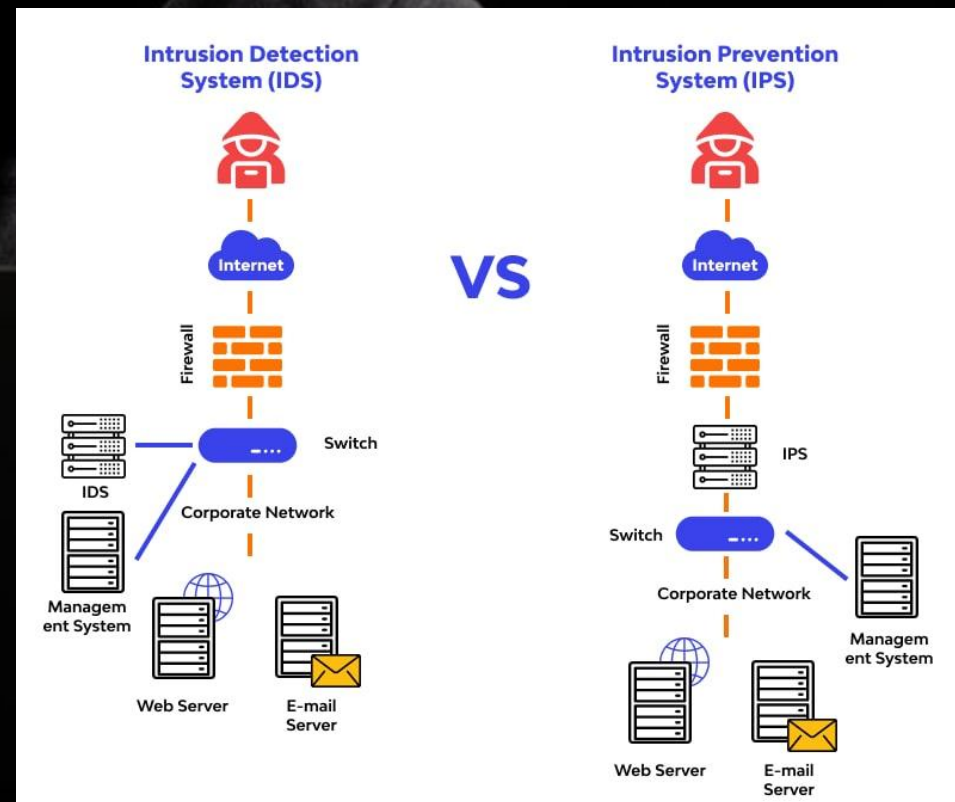 Intrusion Detection
System (IDS)
Internet
Firewall
Switch
IDS
Corporate Network
Managem
ent System
Web Server
E-mail
Server
VS
Intrusion Prevention
System (IPS)
Internet
Firewall
IPS
Switch
Corporate Network
Managem
ent System
Web Server
E-mail
Server